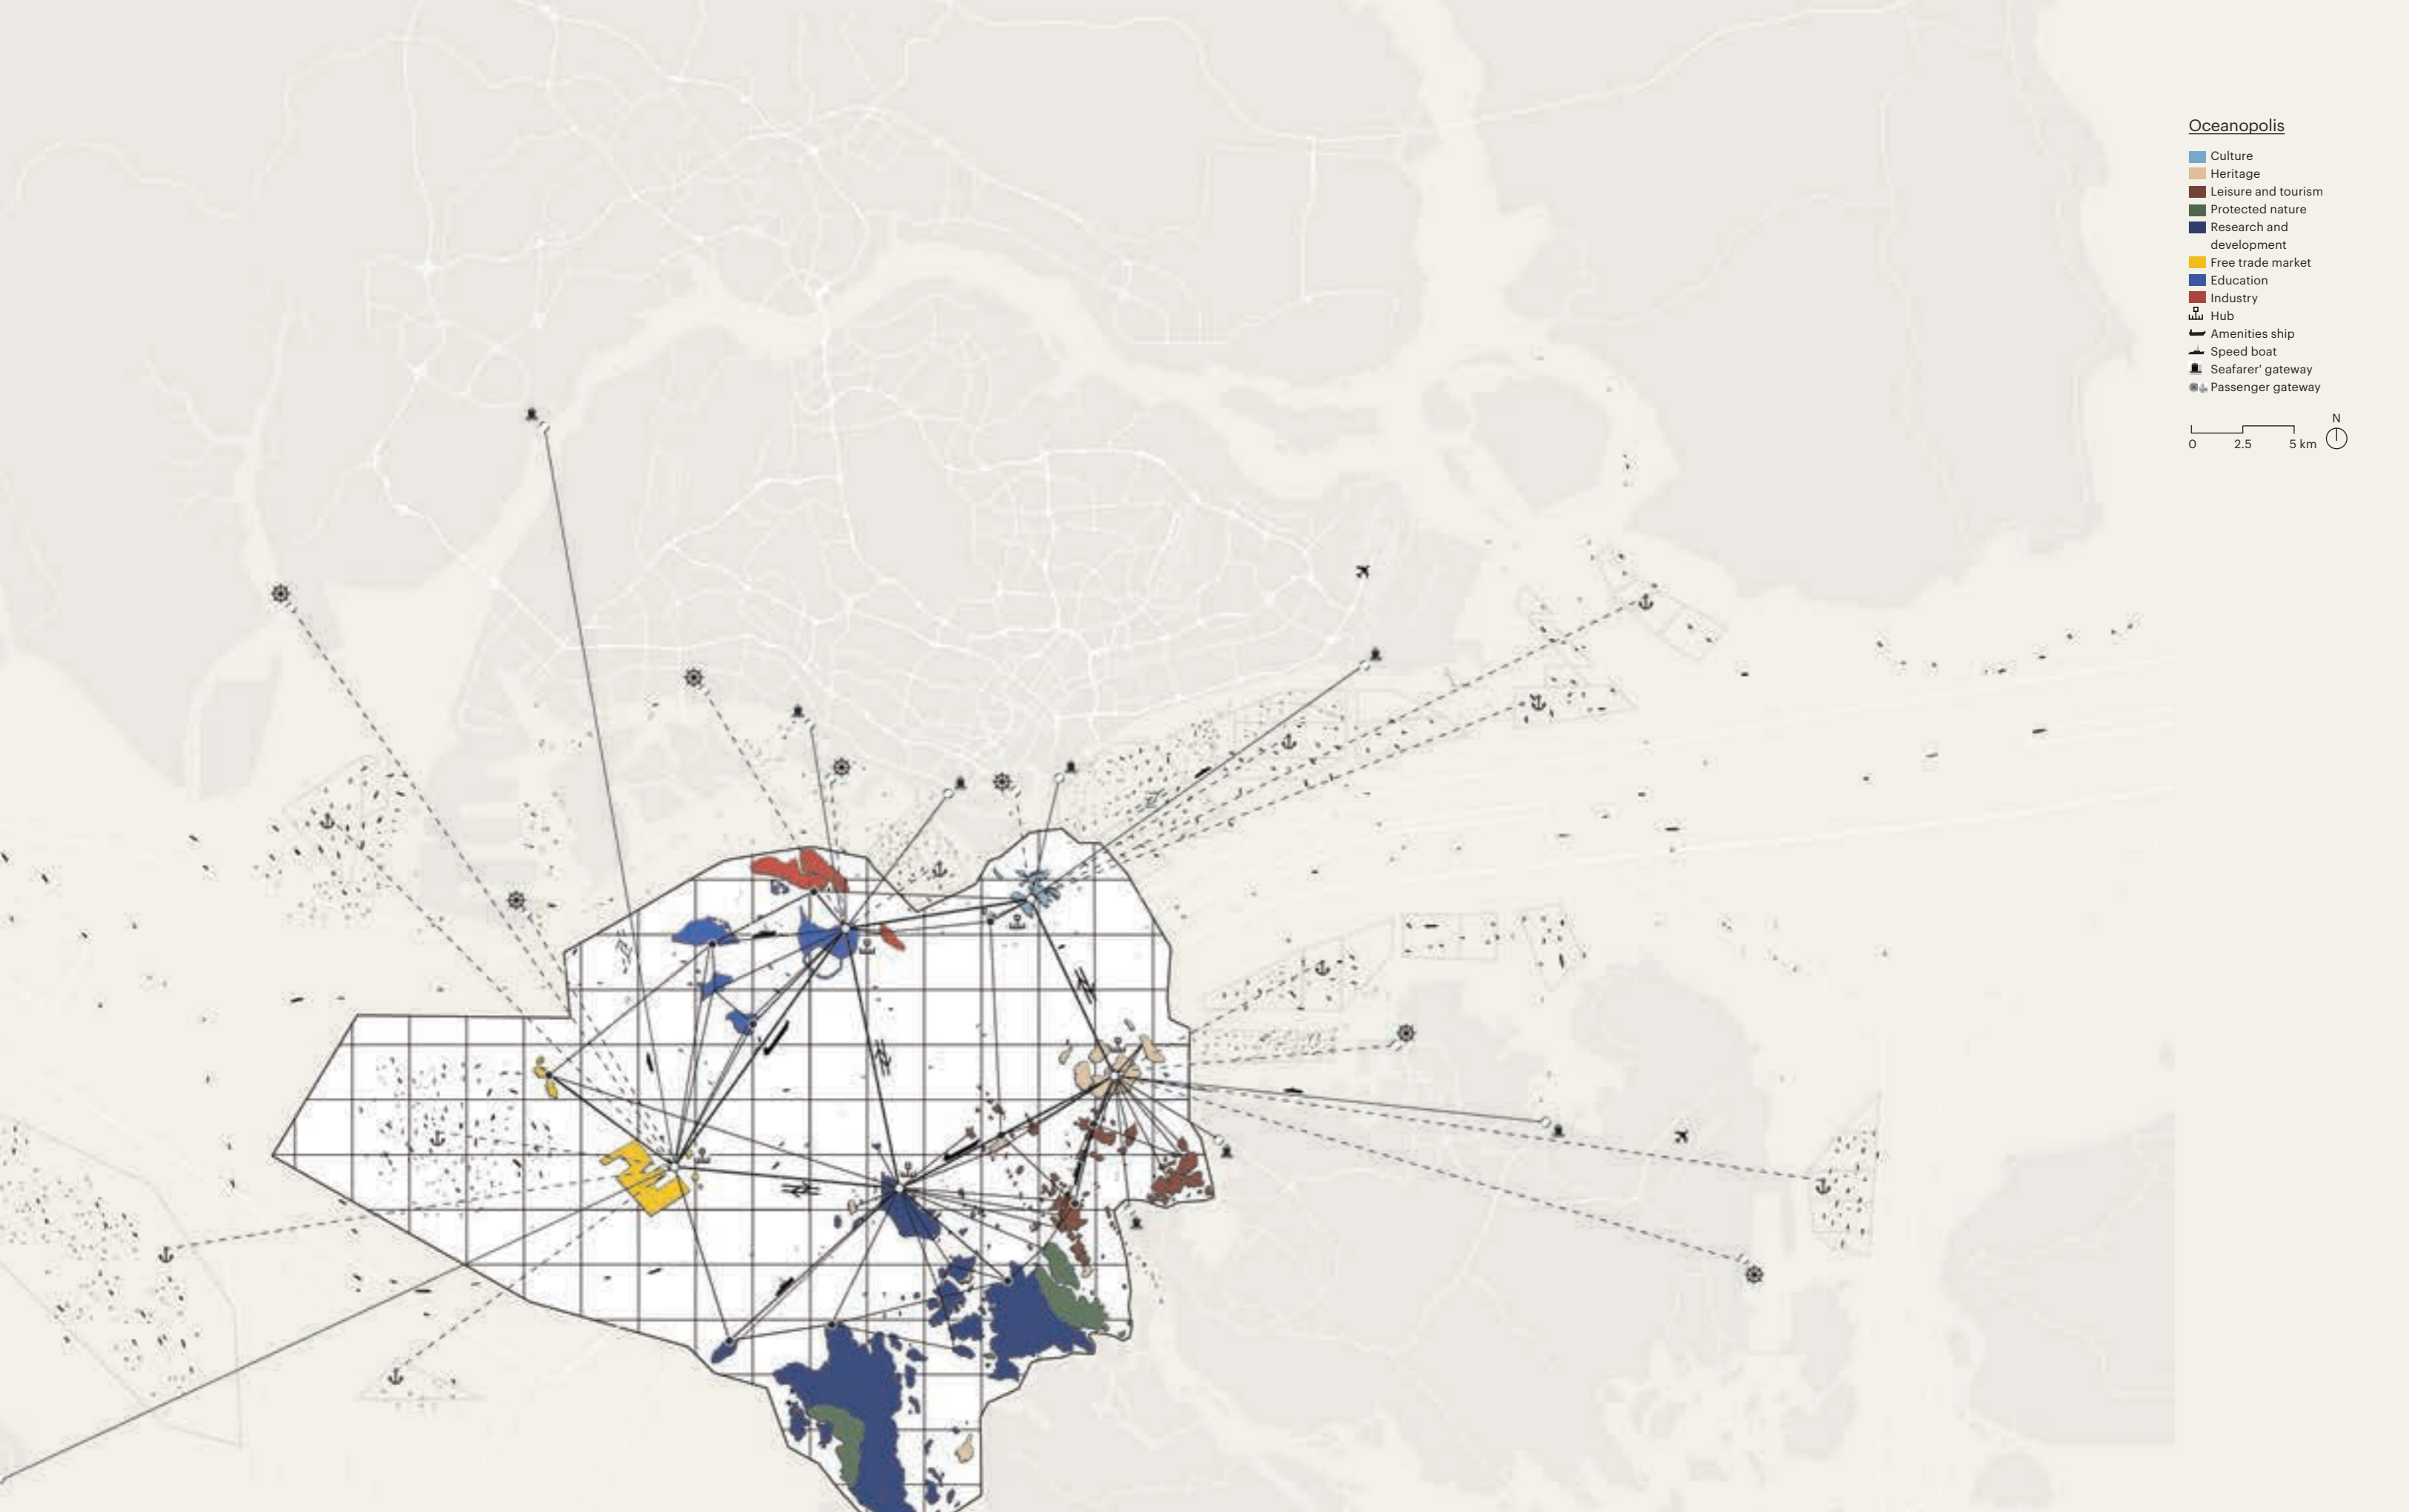 Oceanopolis
Culture
Heritage
Leisure and tourism
Protected nature
Research and
development
Free trade market
Education
Industry
Hub
Amenities ship
Speed boat
Seafarer' gateway
Passenger gateway
N
0 2.5 5 km